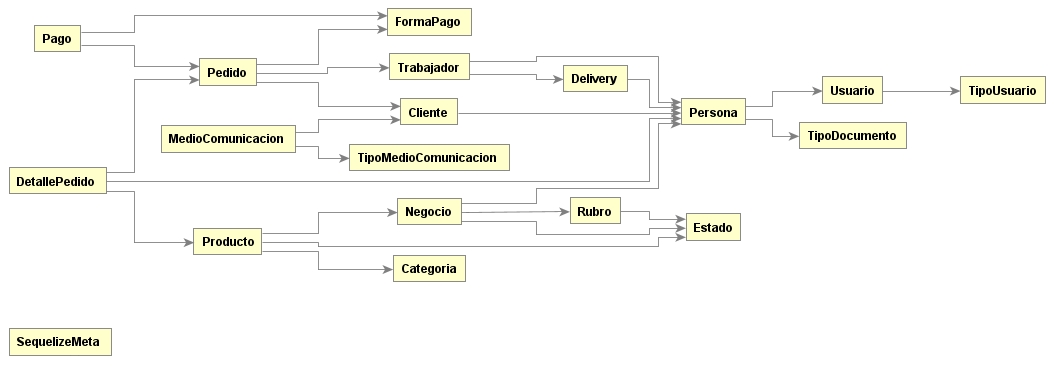 FormaPago
Pago
Pedido
Trabajador
Delivery
Usuario
TipoUsuario
Cliente
Persona
MedioComunicacion
TipoDocumento
TipoMedioComunicacion
DetallePedido
Negocio
Rubro
Estado
Producto
Categoria
SequelizeMeta